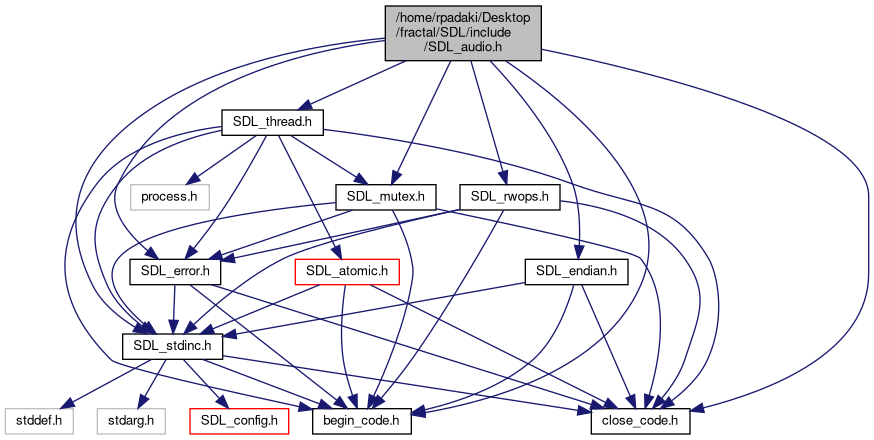 /home/rpadaki/Desktop
/fractal/SDL/include
/SDL_audio.h
SDL_thread.h
process.h
SDL_mutex.h
SDL_rwops.h
SDL_error.h
SDL_atomic.h
SDL_endian.h
SDL_stdinc.h
stddef.h
stdarg.h
SDL_config.h
begin_code.h
close_code.h